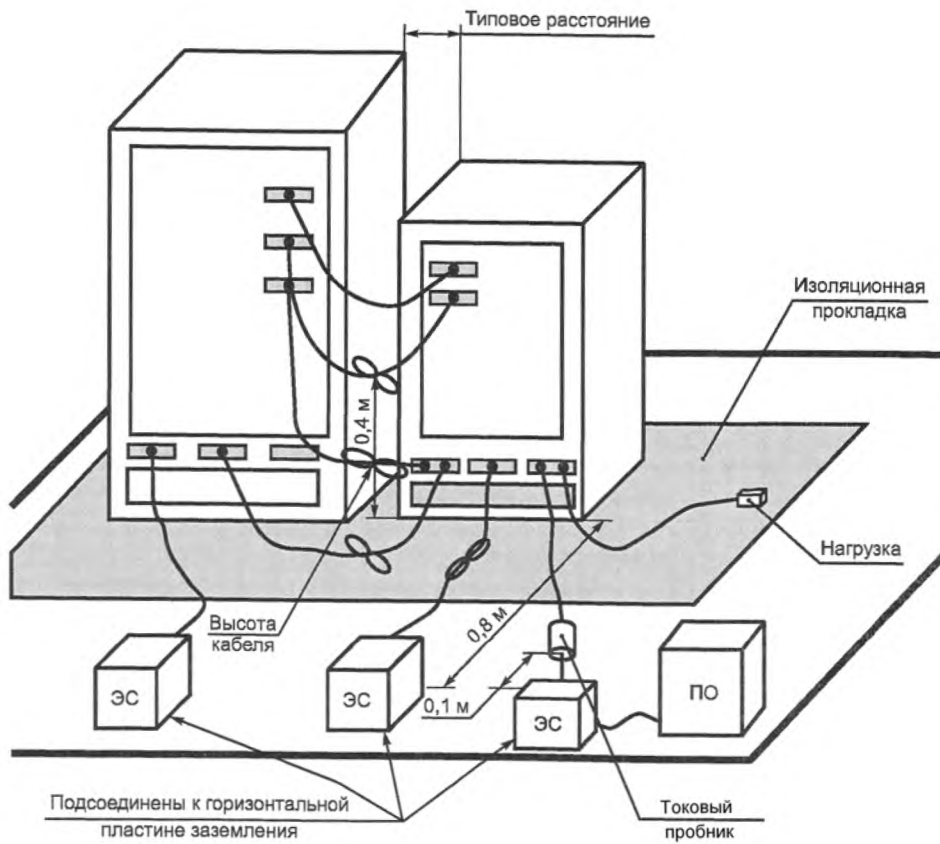 Типовое расстояние
Изоляционная
прокладка
0,4 м
Нагрузка
Высота
кабеля
0,8 м
0,1 м
ЭС
ЭС
ЭС
ПО
Подсоединены к горизонтальной
пластине заземления
Токовый
пробник